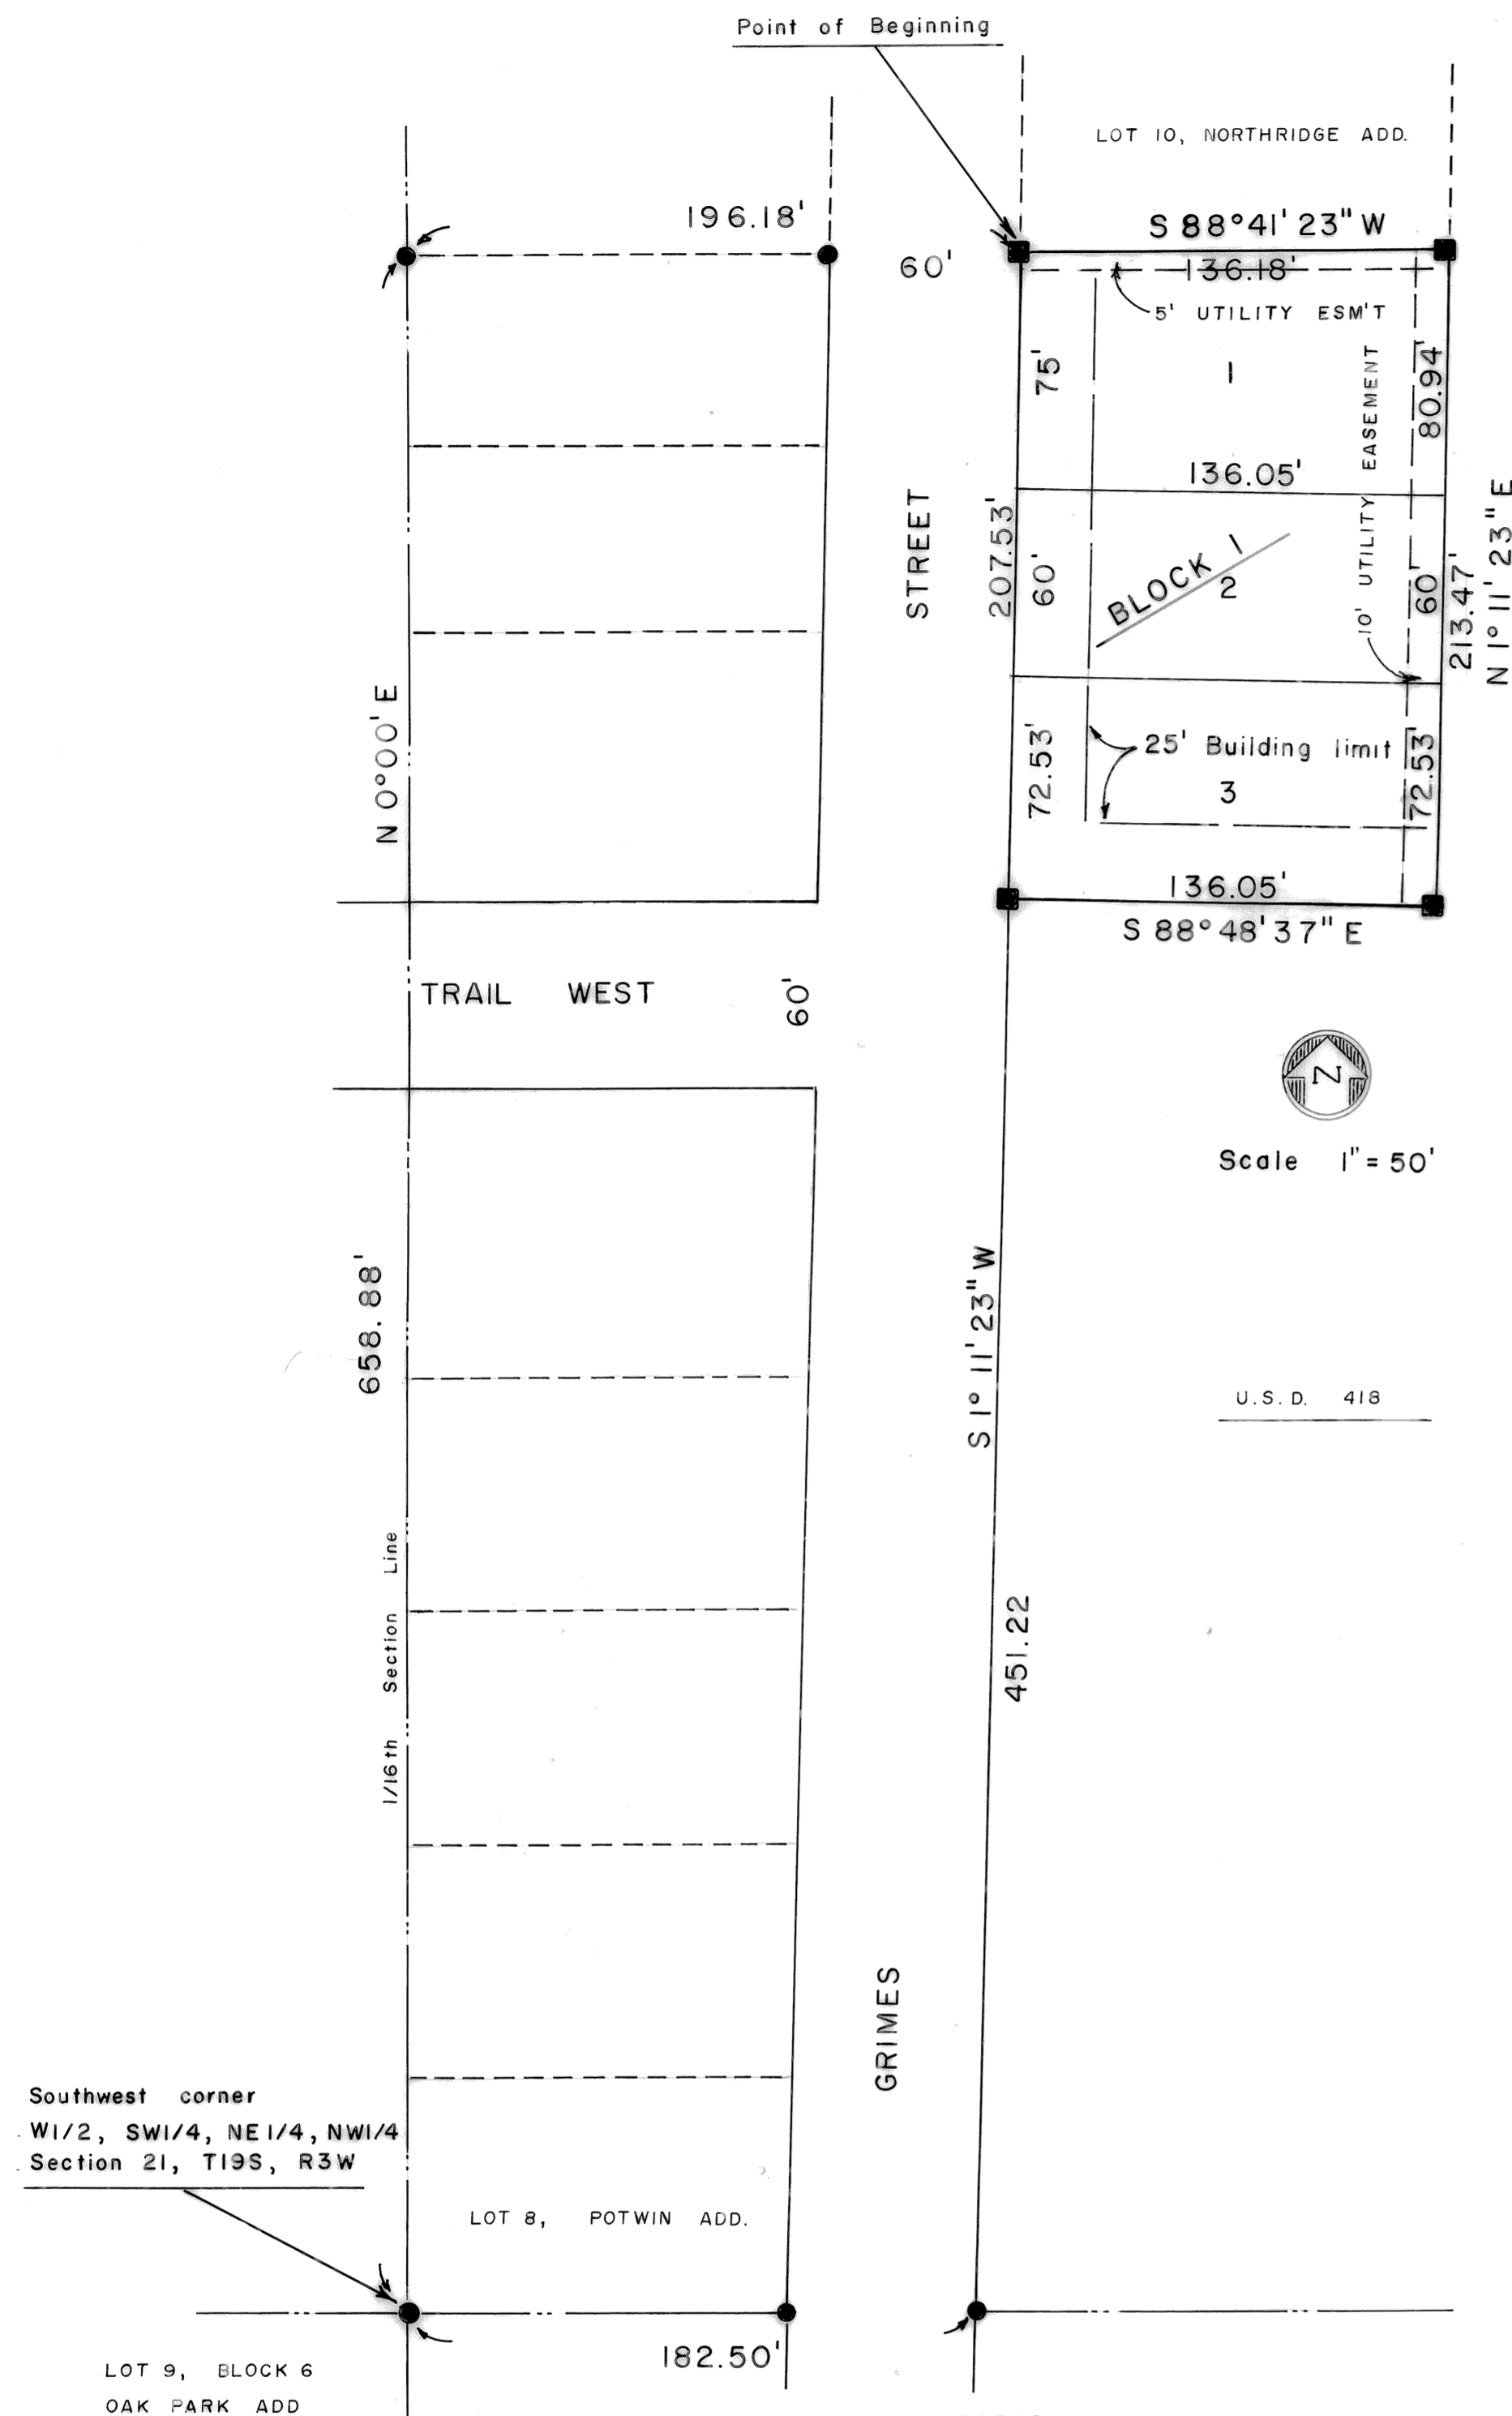 Point of Beginning
LOT 10, NORTHRIDGE ADD.
196.18'
S 88°41'23" W
60'
136.18'
5' UTILITY ESM'T
75'
1
80.94'
10' UTILITY EASEMENT
136.05'
STREET
207.53'
60'
BLOCK 1
2
60'
213.47'
N 1°11'23" E
N 0°00' E
72.53'
25' Building limit
3
72.53'
136.05'
S 88°48'37" E
TRAIL WEST
60'
N
Scale 1" = 50'
658.88'
S 1°11'23" W
U.S.D. 418
1/16th Section Line
451.22
GRIMES
Southwest corner
W1/2, SW1/4, NE1/4, NW1/4
Section 21, T19S, R3W
LOT 8, POTWIN ADD.
182.50'
LOT 9, BLOCK 6
OAK PARK ADD